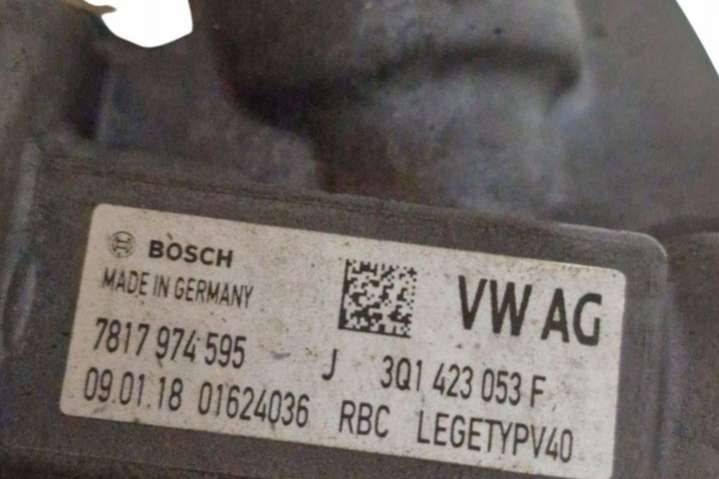 BOSCH
MADE IN GERMANY
VW AG
7817 974 595 J 3Q1 423 053 F
09.01.18 01624036 RBC LEGETYPV40